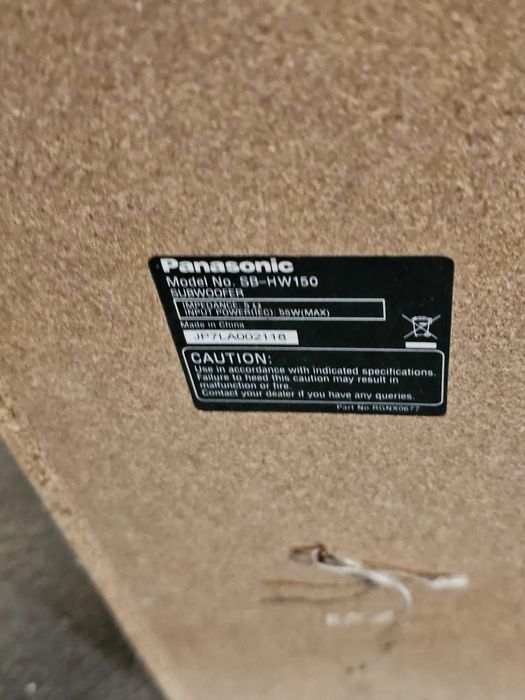 Panasonic
Model No. SB-HW150
SUBWOOFER
IMPEDANCE 5 Ω
INPUT POWER(IEC) 55W(MAX)
Made in China
JP7LA002118
CAUTION:
Use in accordance with indicated specifications.
Failure to heed this caution may result in
malfunction or fire.
Contact your dealer if you have any queries.
Part No.RGNX0677